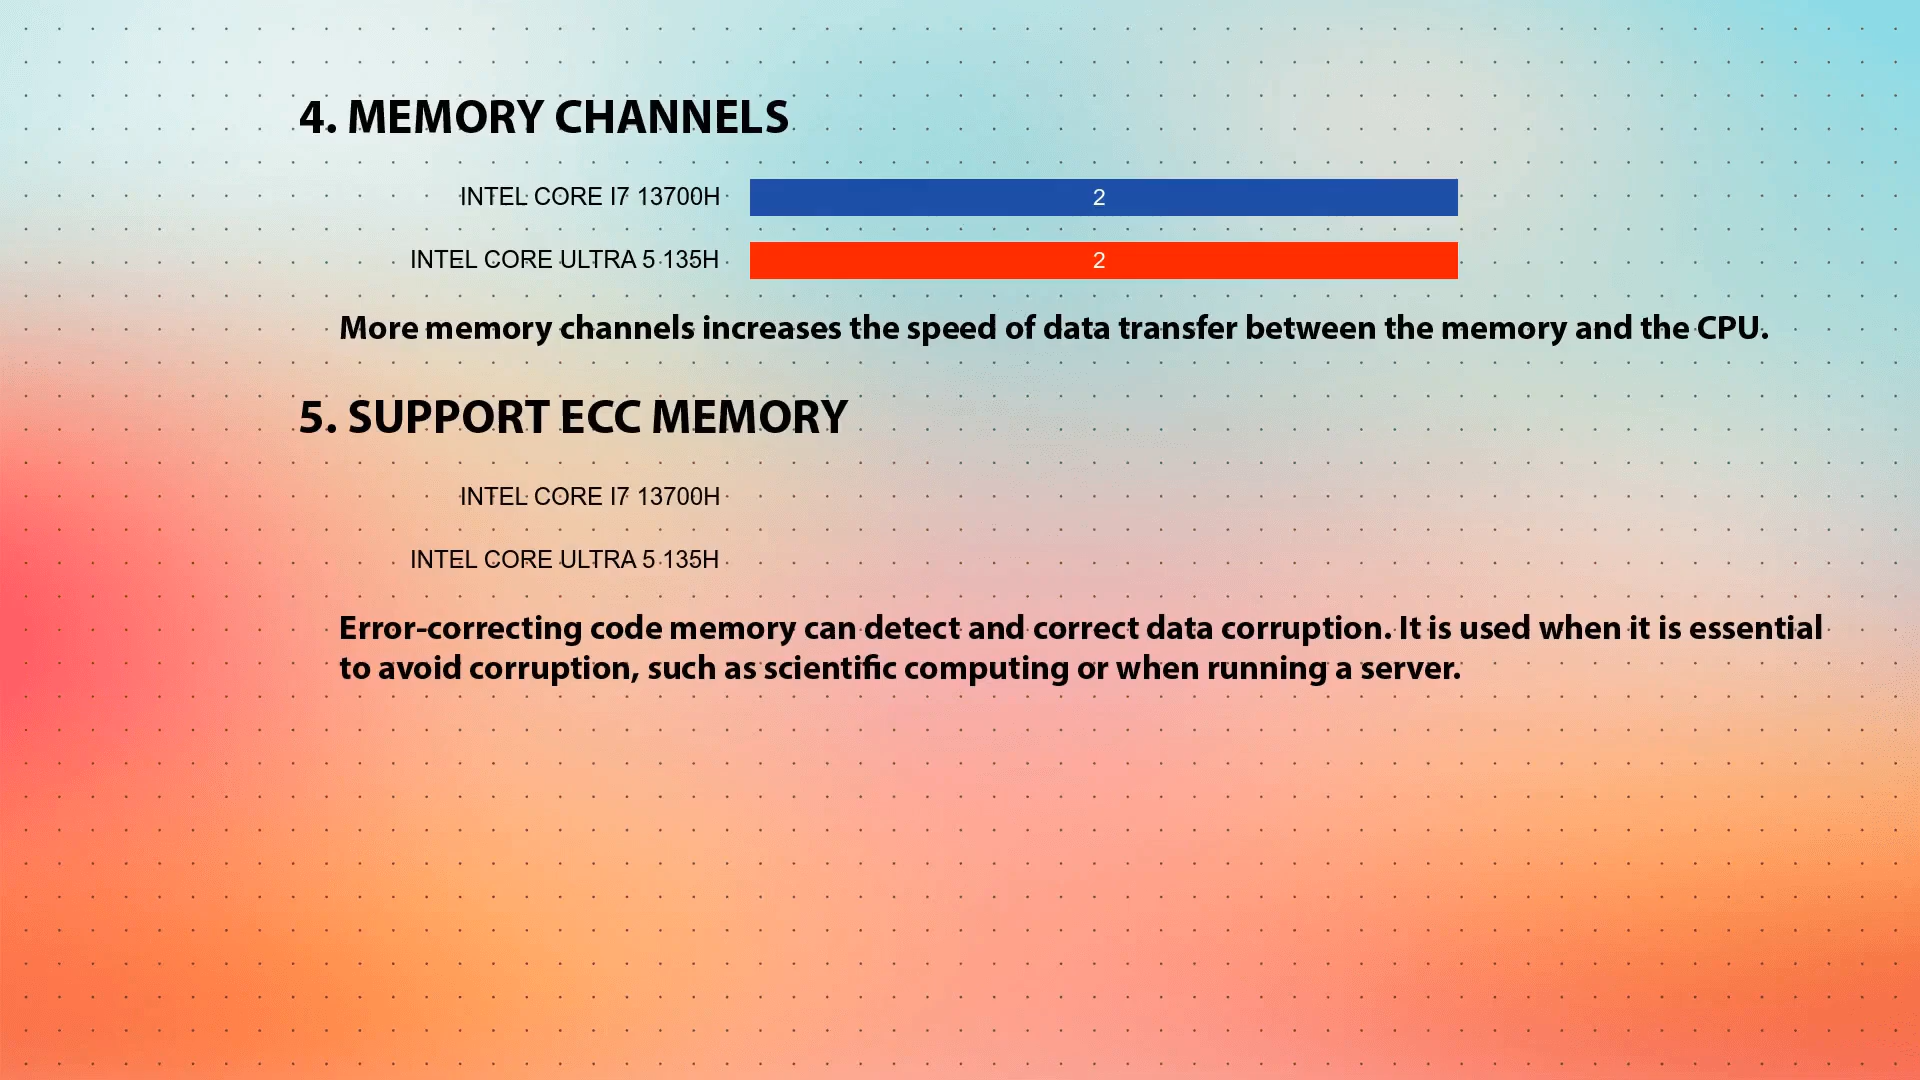 4. MEMORY CHANNELS
INTEL CORE I7 13700H 2
INTEL CORE ULTRA 5 135H 2
More memory channels increases the speed of data transfer between the memory and the CPU.
5. SUPPORT ECC MEMORY
INTEL CORE I7 13700H
INTEL CORE ULTRA 5 135H
Error-correcting code memory can detect and correct data corruption. It is used when it is essential
to avoid corruption, such as scientific computing or when running a server.